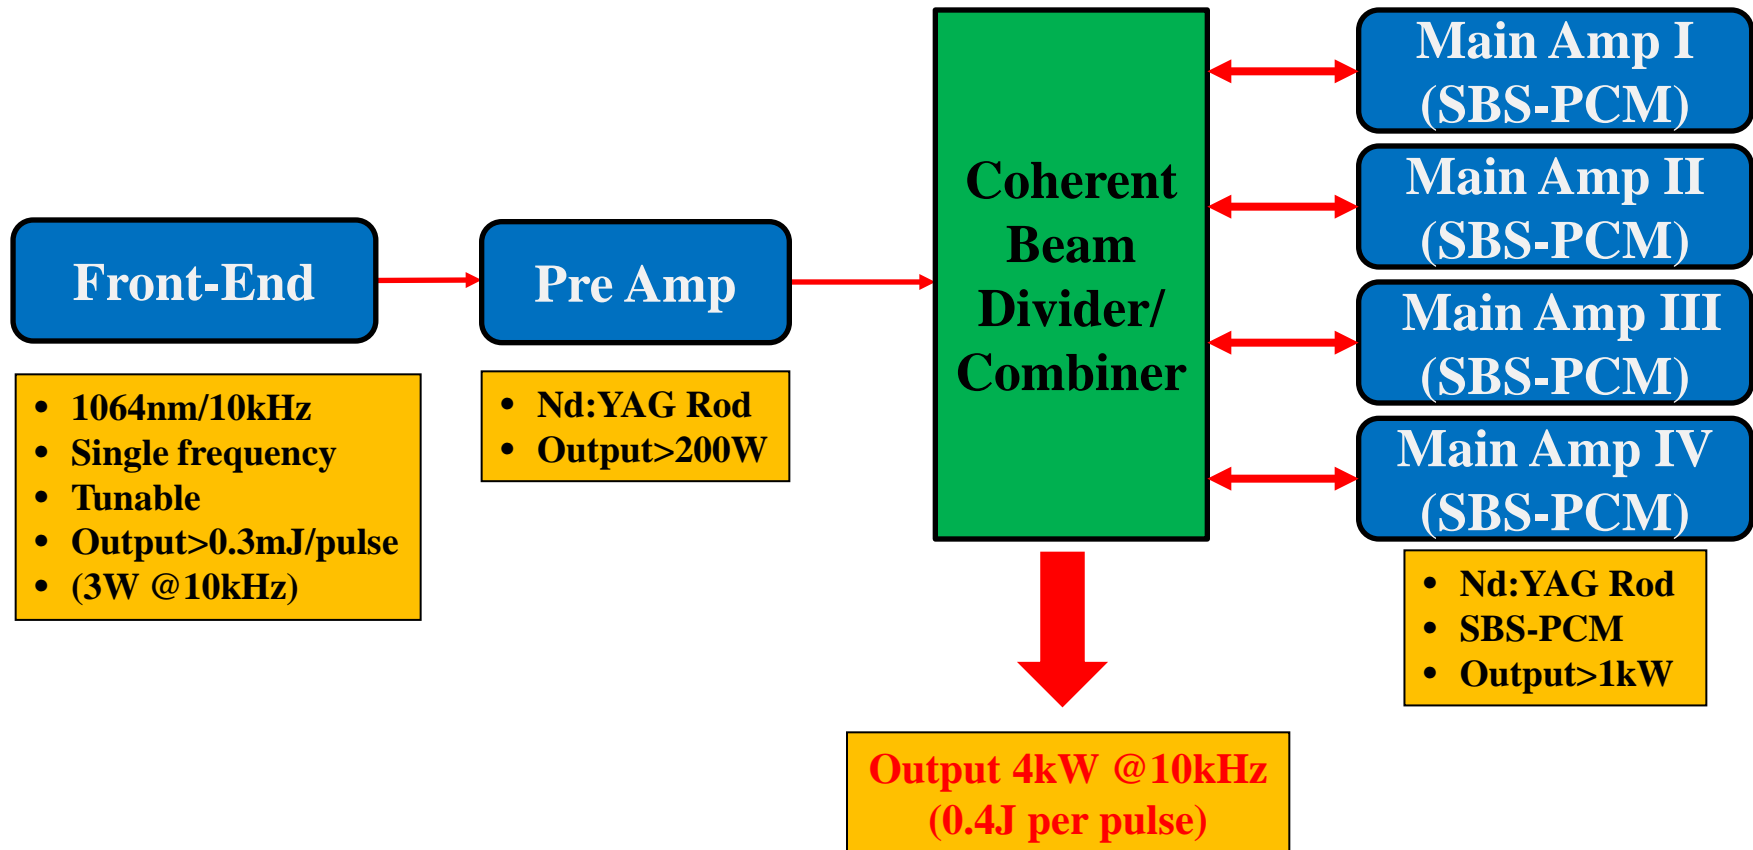 Front-End
• 1064nm/10kHz
• Single frequency
• Tunable
• Output>0.3mJ/pulse
• (3W @10kHz)
Pre Amp
• Nd:YAG Rod
• Output>200W
Coherent
Beam
Divider/
Combiner
Main Amp I
(SBS-PCM)
Main Amp II
(SBS-PCM)
Main Amp III
(SBS-PCM)
Main Amp IV
(SBS-PCM)
• Nd:YAG Rod
• SBS-PCM
• Output>1kW
Output 4kW @10kHz
(0.4J per pulse)